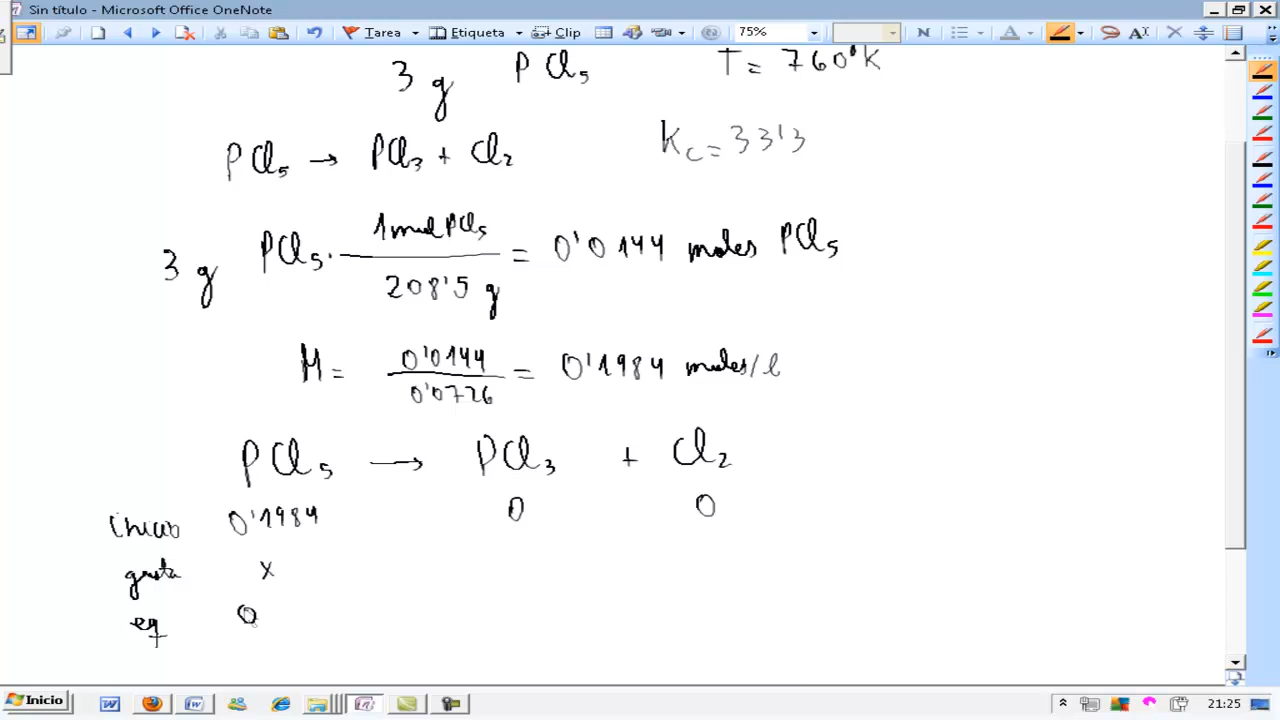 Sin título - Microsoft Office OneNote
Tarea Etiqueta Clip 75% N A
3 g PCl5 T = 760°K
PCl5 → PCl3 + Cl2 Kc = 33'3
1 mol PCl5
3 g PCl5 · = 0'0144 moles PCl5
208'5 g
0'0144
M = = 0'1984 moles/l
0'0726
PCl5 → PCl3 + Cl2
Inicio 0'1984 0 0
gasta x
eq 0
Inicio 21:25